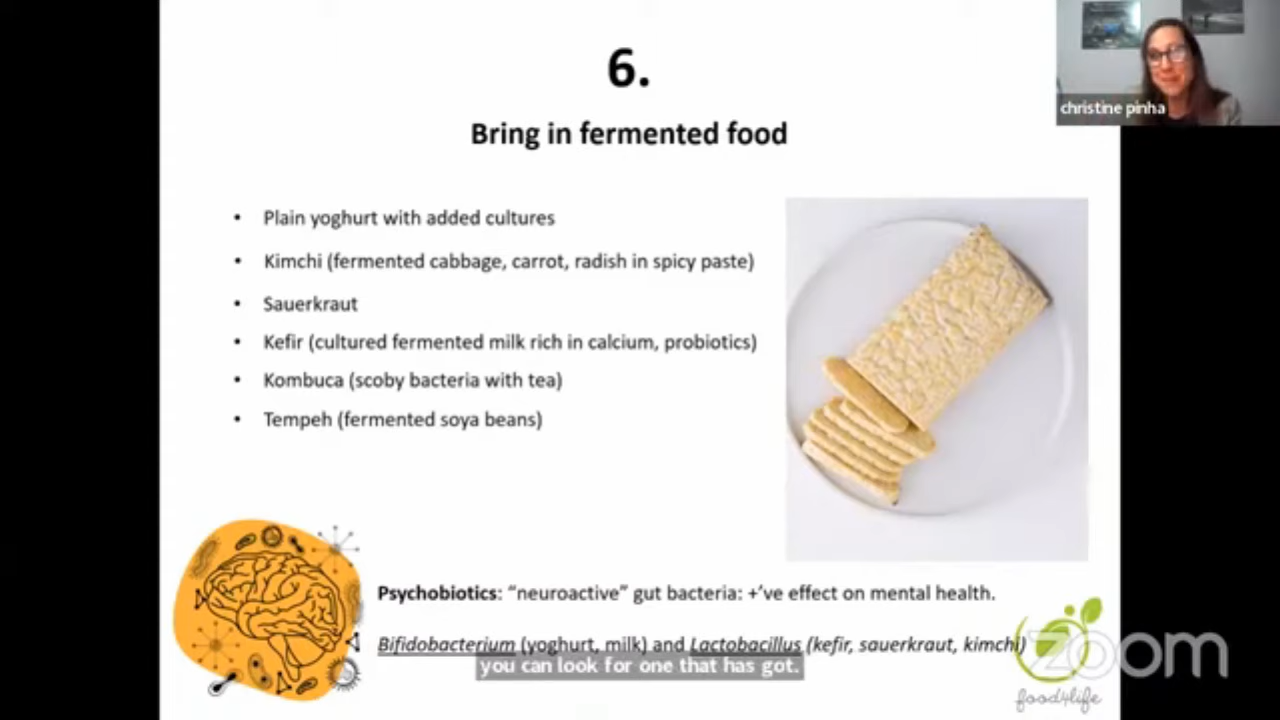 6.
christine pinha
Bring in fermented food
• Plain yoghurt with added cultures
• Kimchi (fermented cabbage, carrot, radish in spicy paste)
• Sauerkraut
• Kefir (cultured fermented milk rich in calcium, probiotics)
• Kombuca (scoby bacteria with tea)
• Tempeh (fermented soya beans)
Psychobiotics: “neuroactive” gut bacteria: +’ve effect on mental health.
Bifidobacterium (yoghurt, milk) and Lactobacillus (kefir, sauerkraut, kimchi)
you can look for one that has got.
zoom
food4life